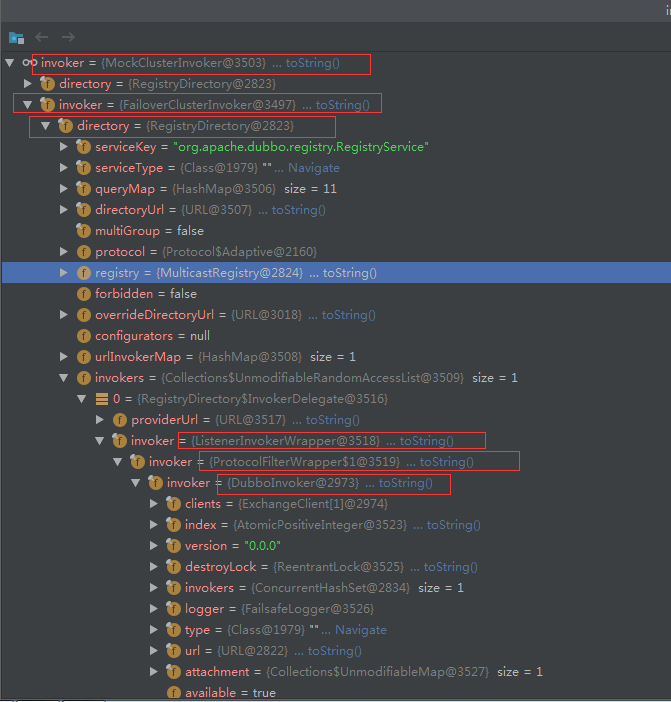 invoker = {MockClusterInvoker@3503} ... toString()
directory = {RegistryDirectory@2823}
invoker = {FailoverClusterInvoker@3497} ... toString()
directory = {RegistryDirectory@2823}
serviceKey = "org.apache.dubbo.registry.RegistryService"
serviceType = {Class@1979} "" ... Navigate
queryMap = {HashMap@3506} size = 11
directoryUrl = {URL@3507} ... toString()
multiGroup = false
protocol = {Protocol$Adaptive@2160}
registry = {MulticastRegistry@2824} ... toString()
forbidden = false
overrideDirectoryUrl = {URL@3018} ... toString()
configurators = null
urlInvokerMap = {HashMap@3508} size = 1
invokers = {Collections$UnmodifiableRandomAccessList@3509} size = 1
0 = {RegistryDirectory$InvokerDelegate@3516}
providerUrl = {URL@3517} ... toString()
invoker = {ListenerInvokerWrapper@3518} ... toString()
invoker = {ProtocolFilterWrapper$1@3519} ... toString()
invoker = {DubboInvoker@2973} ... toString()
clients = {ExchangeClient[1]@2974}
index = {AtomicPositiveInteger@3523} ... toString()
version = "0.0.0"
destroyLock = {ReentrantLock@3525} ... toString()
invokers = {ConcurrentHashSet@2834} size = 1
logger = {FailsafeLogger@3526}
type = {Class@1979} "" ... Navigate
url = {URL@2822} ... toString()
attachment = {Collections$UnmodifiableMap@3527} size = 1
available = true